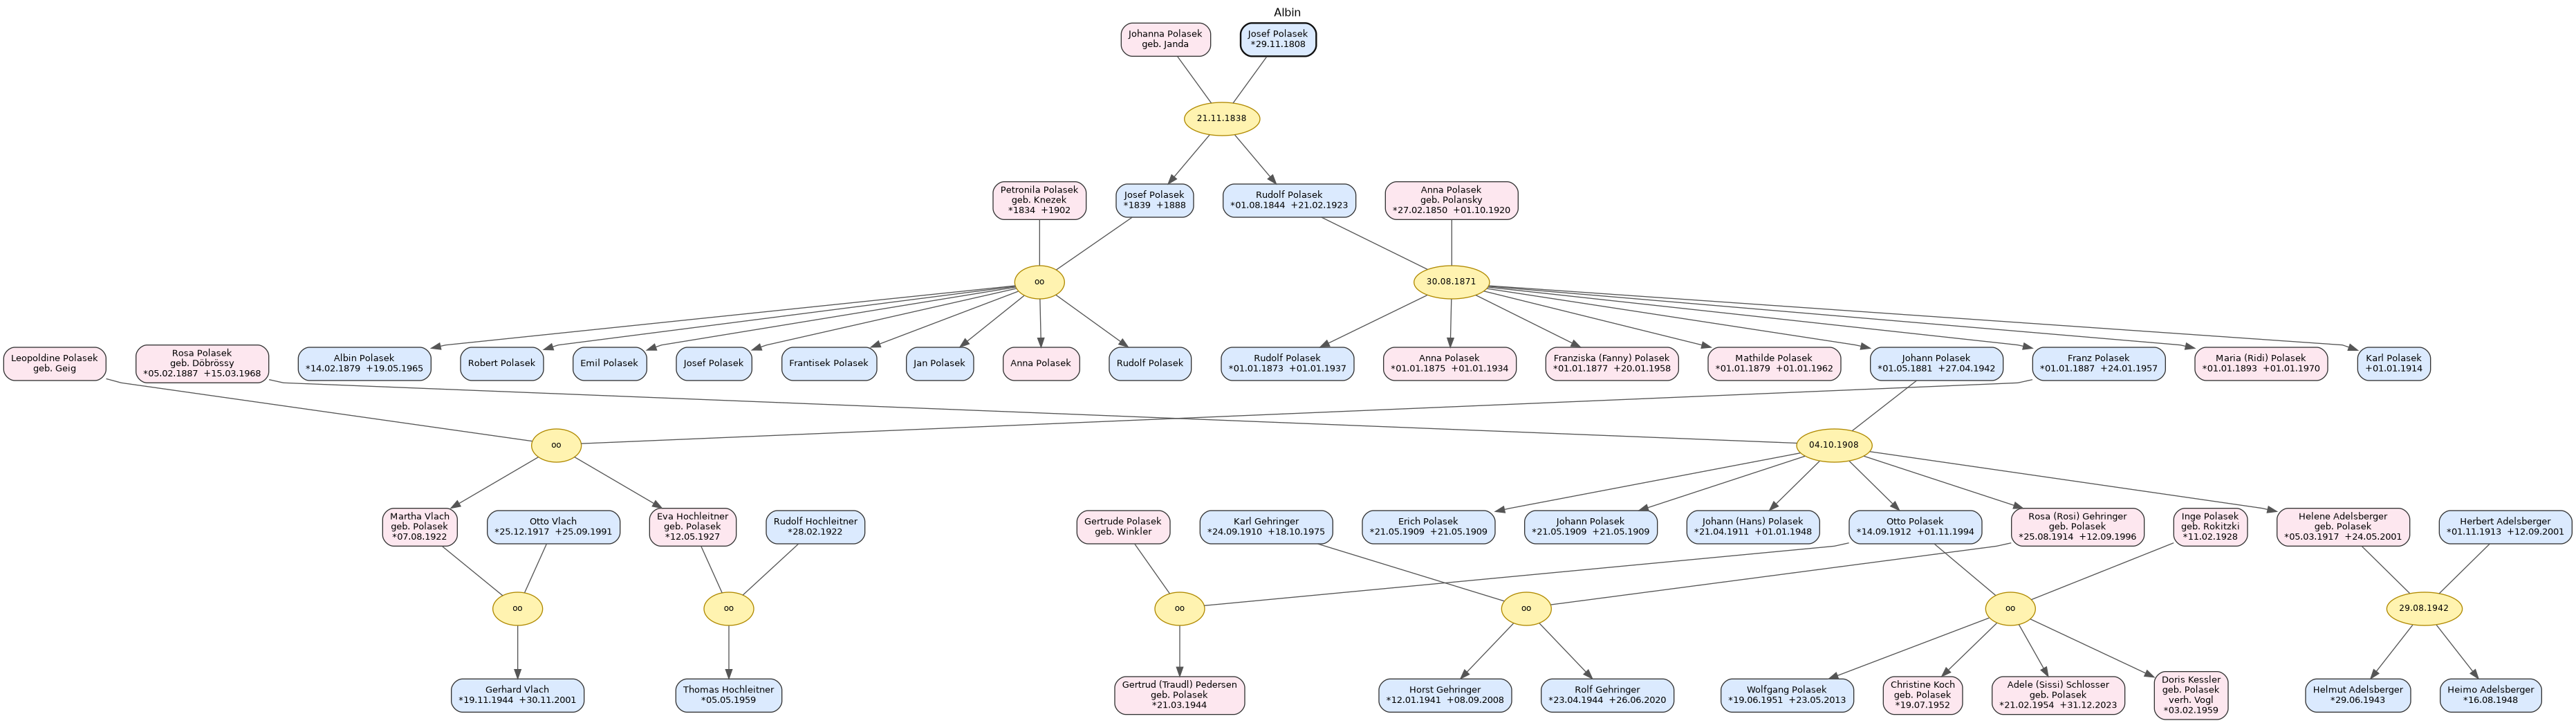 Albin
Johanna Polasek
geb. Janda
Josef Polasek
*29.11.1808
21.11.1838
Petronila Polasek
geb. Knezek
*1834 +1902
Josef Polasek
*1839 +1888
Rudolf Polasek
*01.08.1844 +21.02.1923
Anna Polasek
geb. Polansky
*27.02.1850 +01.10.1920
oo
30.08.1871
Leopoldine Polasek
geb. Geig
Rosa Polasek
geb. Döbrössy
*05.02.1887 +15.03.1968
Albin Polasek
*14.02.1879 +19.05.1965
Robert Polasek
Emil Polasek
Josef Polasek
Frantisek Polasek
Jan Polasek
Anna Polasek
Rudolf Polasek
Rudolf Polasek
*01.01.1873 +01.01.1937
Anna Polasek
*01.01.1875 +01.01.1934
Franziska (Fanny) Polasek
*01.01.1877 +20.01.1958
Mathilde Polasek
*01.01.1879 +01.01.1962
Johann Polasek
*01.05.1881 +27.04.1942
Franz Polasek
*01.01.1887 +24.01.1957
Maria (Ridi) Polasek
*01.01.1893 +01.01.1970
Karl Polasek
+01.01.1914
oo
04.10.1908
Martha Vlach
geb. Polasek
*07.08.1922
Otto Vlach
*25.12.1917 +25.09.1991
Eva Hochleitner
geb. Polasek
*12.05.1927
Rudolf Hochleitner
*28.02.1922
Gertrude Polasek
geb. Winkler
Karl Gehringer
*24.09.1910 +18.10.1975
Erich Polasek
*21.05.1909 +21.05.1909
Johann Polasek
*21.05.1909 +21.05.1909
Johann (Hans) Polasek
*21.04.1911 +01.01.1948
Otto Polasek
*14.09.1912 +01.11.1994
Rosa (Rosi) Gehringer
geb. Polasek
*25.08.1914 +12.09.1996
Inge Polasek
geb. Rokitzki
*11.02.1928
Helene Adelsberger
geb. Polasek
*05.03.1917 +24.05.2001
Herbert Adelsberger
*01.11.1913 +12.09.2001
oo
oo
oo
oo
oo
29.08.1942
Gerhard Vlach
*19.11.1944 +30.11.2001
Thomas Hochleitner
*05.05.1959
Gertrud (Traudl) Pedersen
geb. Polasek
*21.03.1944
Horst Gehringer
*12.01.1941 +08.09.2008
Rolf Gehringer
*23.04.1944 +26.06.2020
Wolfgang Polasek
*19.06.1951 +23.05.2013
Christine Koch
geb. Polasek
*19.07.1952
Adele (Sissi) Schlosser
geb. Polasek
*21.02.1954 +31.12.2023
Doris Kessler
geb. Polasek
verh. Vogl
*03.02.1959
Helmut Adelsberger
*29.06.1943
Heimo Adelsberger
*16.08.1948